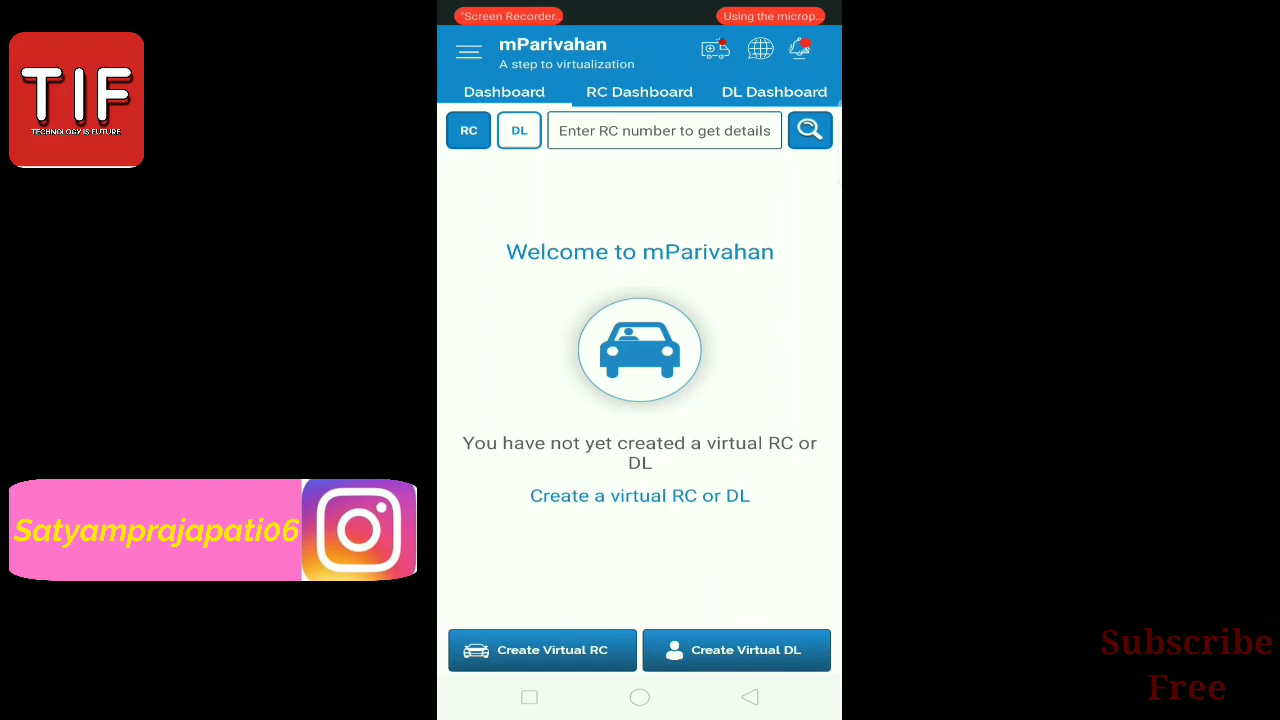 "Screen Recorder...
Using the microp...
TIF
TECHNOLOGY IS FUTURE
mParivahan
A step to virtualization
Dashboard
RC Dashboard
DL Dashboard
RC
DL
Enter RC number to get details
Welcome to mParivahan
You have not yet created a virtual RC or
DL
Create a virtual RC or DL
Satyamprajapati06
Create Virtual RC
Create Virtual DL
Subscribe
Free